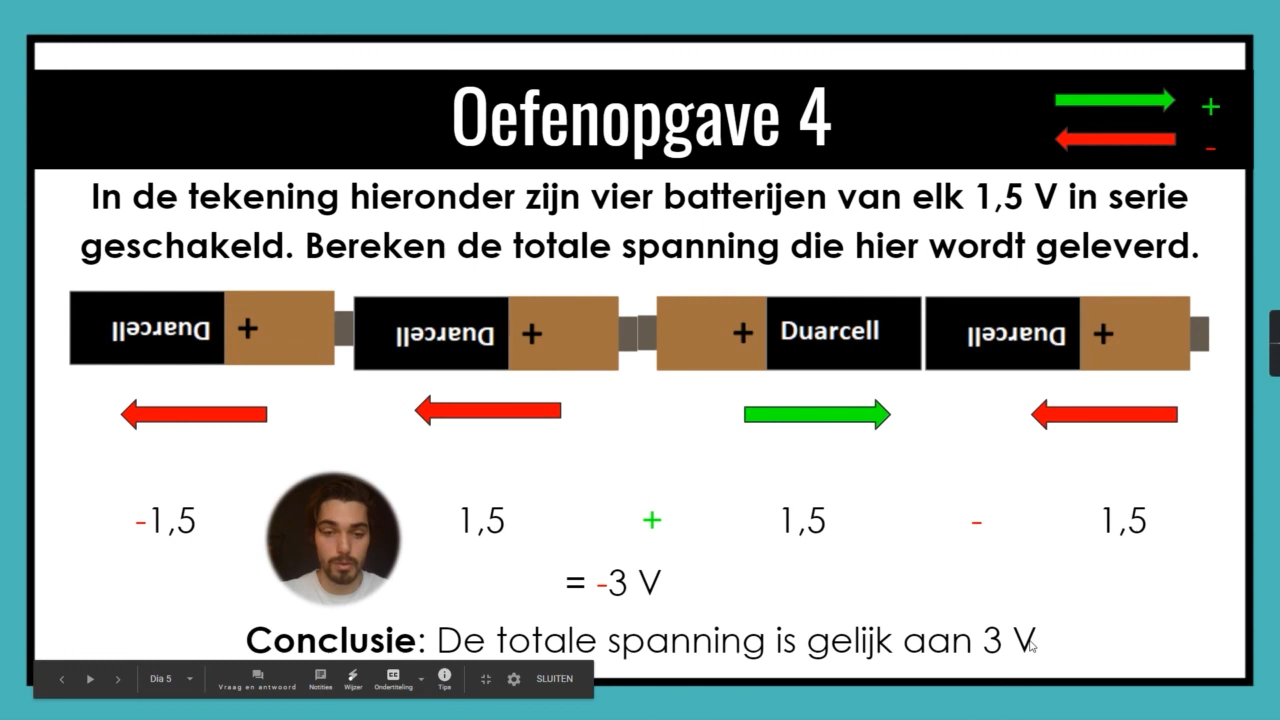 Oefenopgave 4
+
-
In de tekening hieronder zijn vier batterijen van elk 1,5 V in serie
geschakeld. Bereken de totale spanning die hier wordt geleverd.
Duarcell + Duarcell + + Duarcell Duarcell +
-1,5 1,5 + 1,5 - 1,5
= -3 V
Conclusie: De totale spanning is gelijk aan 3 V
Dia 5 Vraag en antwoord Notities Wijzer CC Ondertiteling Tips SLUITEN